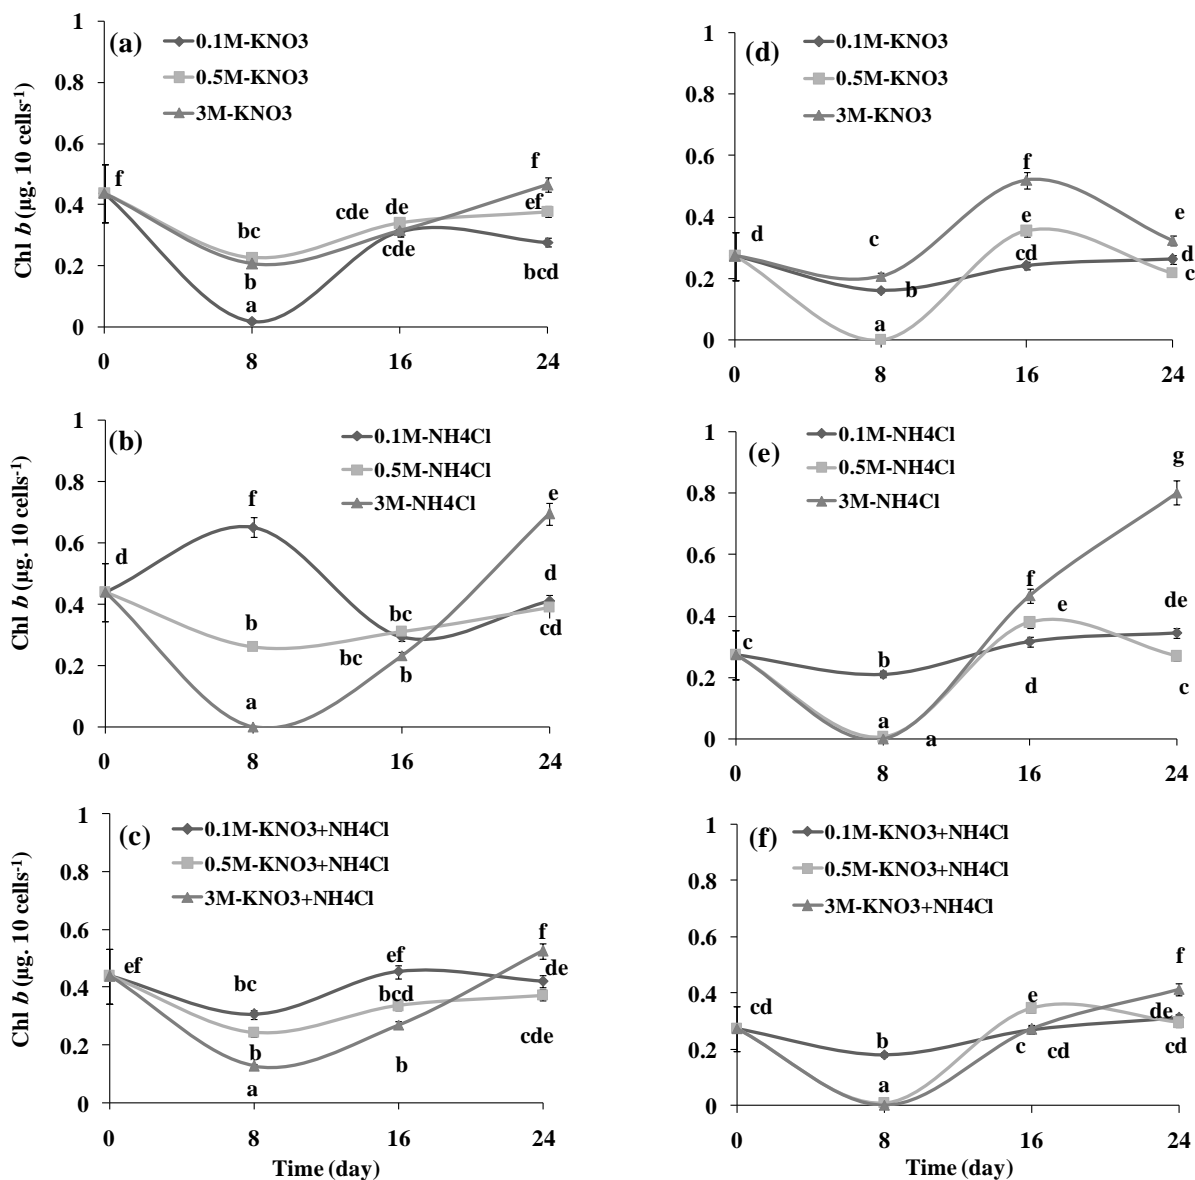 (a)
0.1M-KNO3
0.5M-KNO3
3M-KNO3
Chl b (µg. 10 cells-1)
1
0.8
0.6
0.4
0.2
0
f
bc
b
a
cde
de
cde
f
ef
bcd
0 8 16 24
(d)
0.1M-KNO3
0.5M-KNO3
3M-KNO3
1
0.8
0.6
0.4
0.2
0
d
c
b
a
f
e
cd
e
d
c
0 8 16 24
(b)
0.1M-NH4Cl
0.5M-NH4Cl
3M-NH4Cl
Chl b (µg. 10 cells-1)
1
0.8
0.6
0.4
0.2
0
d
f
b
a
bc
bc
b
e
d
cd
0 8 16 24
(e)
0.1M-NH4Cl
0.5M-NH4Cl
3M-NH4Cl
1
0.8
0.6
0.4
0.2
0
c
b
a
a
f
e
d
g
de
c
0 8 16 24
(c)
0.1M-KNO3+NH4Cl
0.5M-KNO3+NH4Cl
3M-KNO3+NH4Cl
Chl b (µg. 10 cells-1)
1
0.8
0.6
0.4
0.2
0
ef
bc
b
a
ef
bcd
b
f
de
cde
0 8 16 24
Time (day)
(f)
0.1M-KNO3+NH4Cl
0.5M-KNO3+NH4Cl
3M-KNO3+NH4Cl
1
0.8
0.6
0.4
0.2
0
cd
b
a
e
c
cd
f
de
cd
0 8 16 24
Time (day)